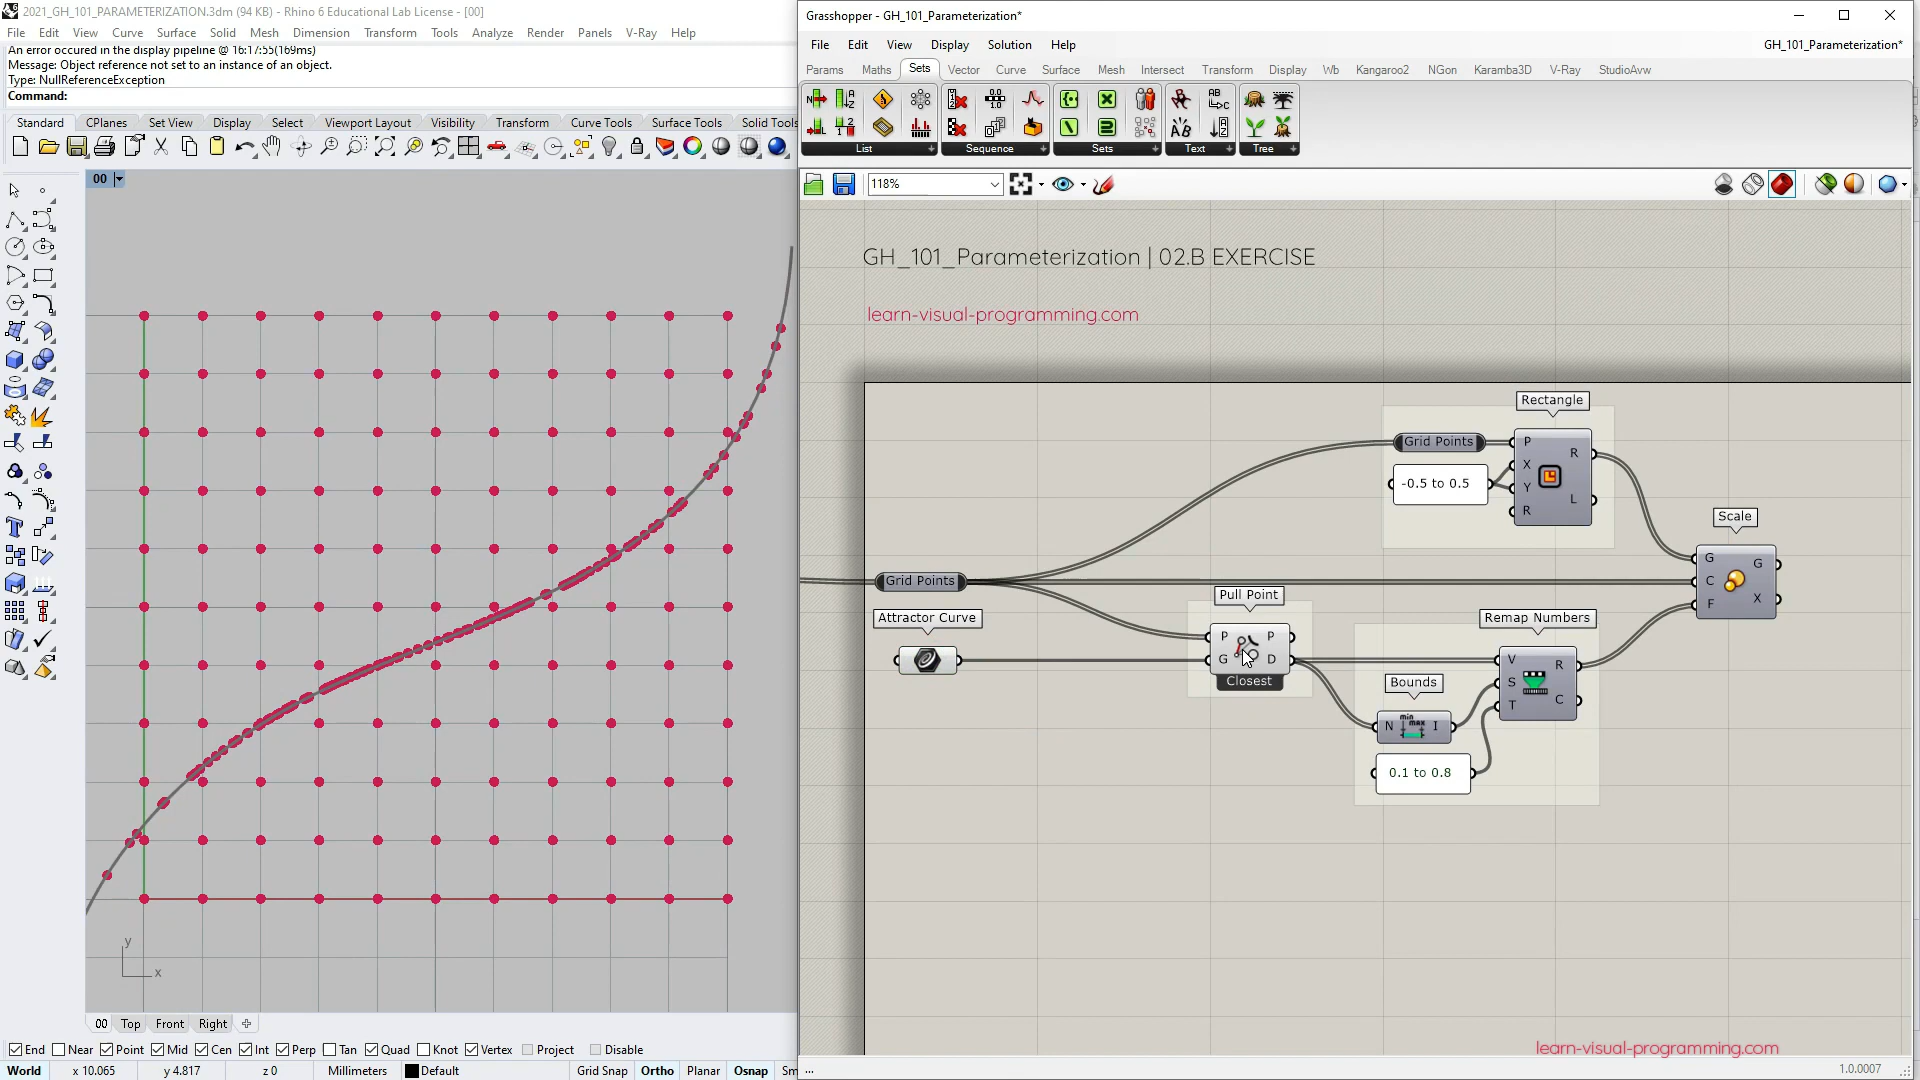 2021_GH_101_PARAMETERIZATION.3dm (94 KB) - Rhino 6 Educational Lab License - [00]
File Edit View Curve Surface Solid Mesh Dimension Transform Tools Analyze Render Panels V-Ray Help
An error occured in the display pipeline @ 16:17:55(169ms)
Message: Object reference not set to an instance of an object.
Type: NullReferenceException
Command:
Standard CPlanes Set View Display Select Viewport Layout Visibility Transform Curve Tools Surface Tools Solid Tools
00
y
x
00 Top Front Right
End Near Point Mid Cen Int Perp Tan Quad Knot Vertex Project Disable
World x 10.065 y 4.817 z 0 Millimeters Default Grid Snap Ortho Planar Osnap Sm
Grasshopper - GH_101_Parameterization*
File Edit View Display Solution Help
GH_101_Parameterization*
Params Maths Sets Vector Curve Surface Mesh Intersect Transform Display Wb Kangaroo2 NGon Karamba3D V-Ray StudioAvw
List Sequence Sets Text Tree
118%
GH_101_Parameterization | 02.B EXERCISE
learn-visual-programming.com
Rectangle
Grid Points
-0.5 to 0.5
P
X
Y
R
R
L
Scale
G
C
F
G
X
Grid Points
Attractor Curve
Pull Point
P
G
P
D
Closest
Remap Numbers
V
S
T
R
C
Bounds
N min max I
0.1 to 0.8
learn-visual-programming.com
...
1.0.0007